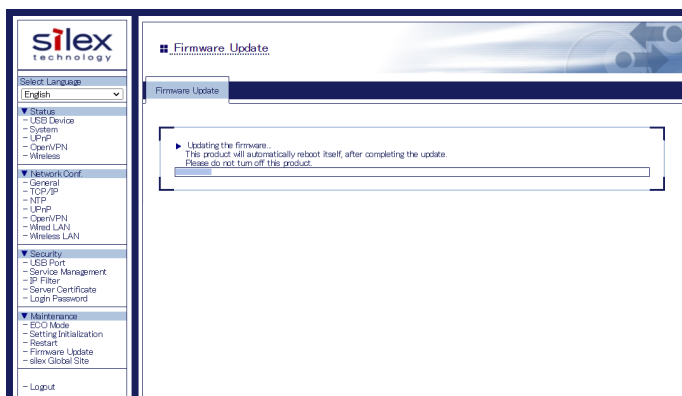 silex
technology
Select Language
English
▼ Status
- USB Device
- System
- UPnP
- OpenVPN
- Wireless
▼ Network Conf.
- General
- TCP/IP
- NTP
- UPnP
- OpenVPN
- Wired LAN
- Wireless LAN
▼ Security
- USB Port
- Service Management
- IP Filter
- Server Certificate
- Login Password
▼ Maintenance
- ECO Mode
- Setting Initialization
- Restart
- Firmware Update
- silex Global Site
- Logout
Firmware Update
Firmware Update
Updating the firmware...
This product will automatically reboot itself, after completing the update.
Please do not turn off this product.